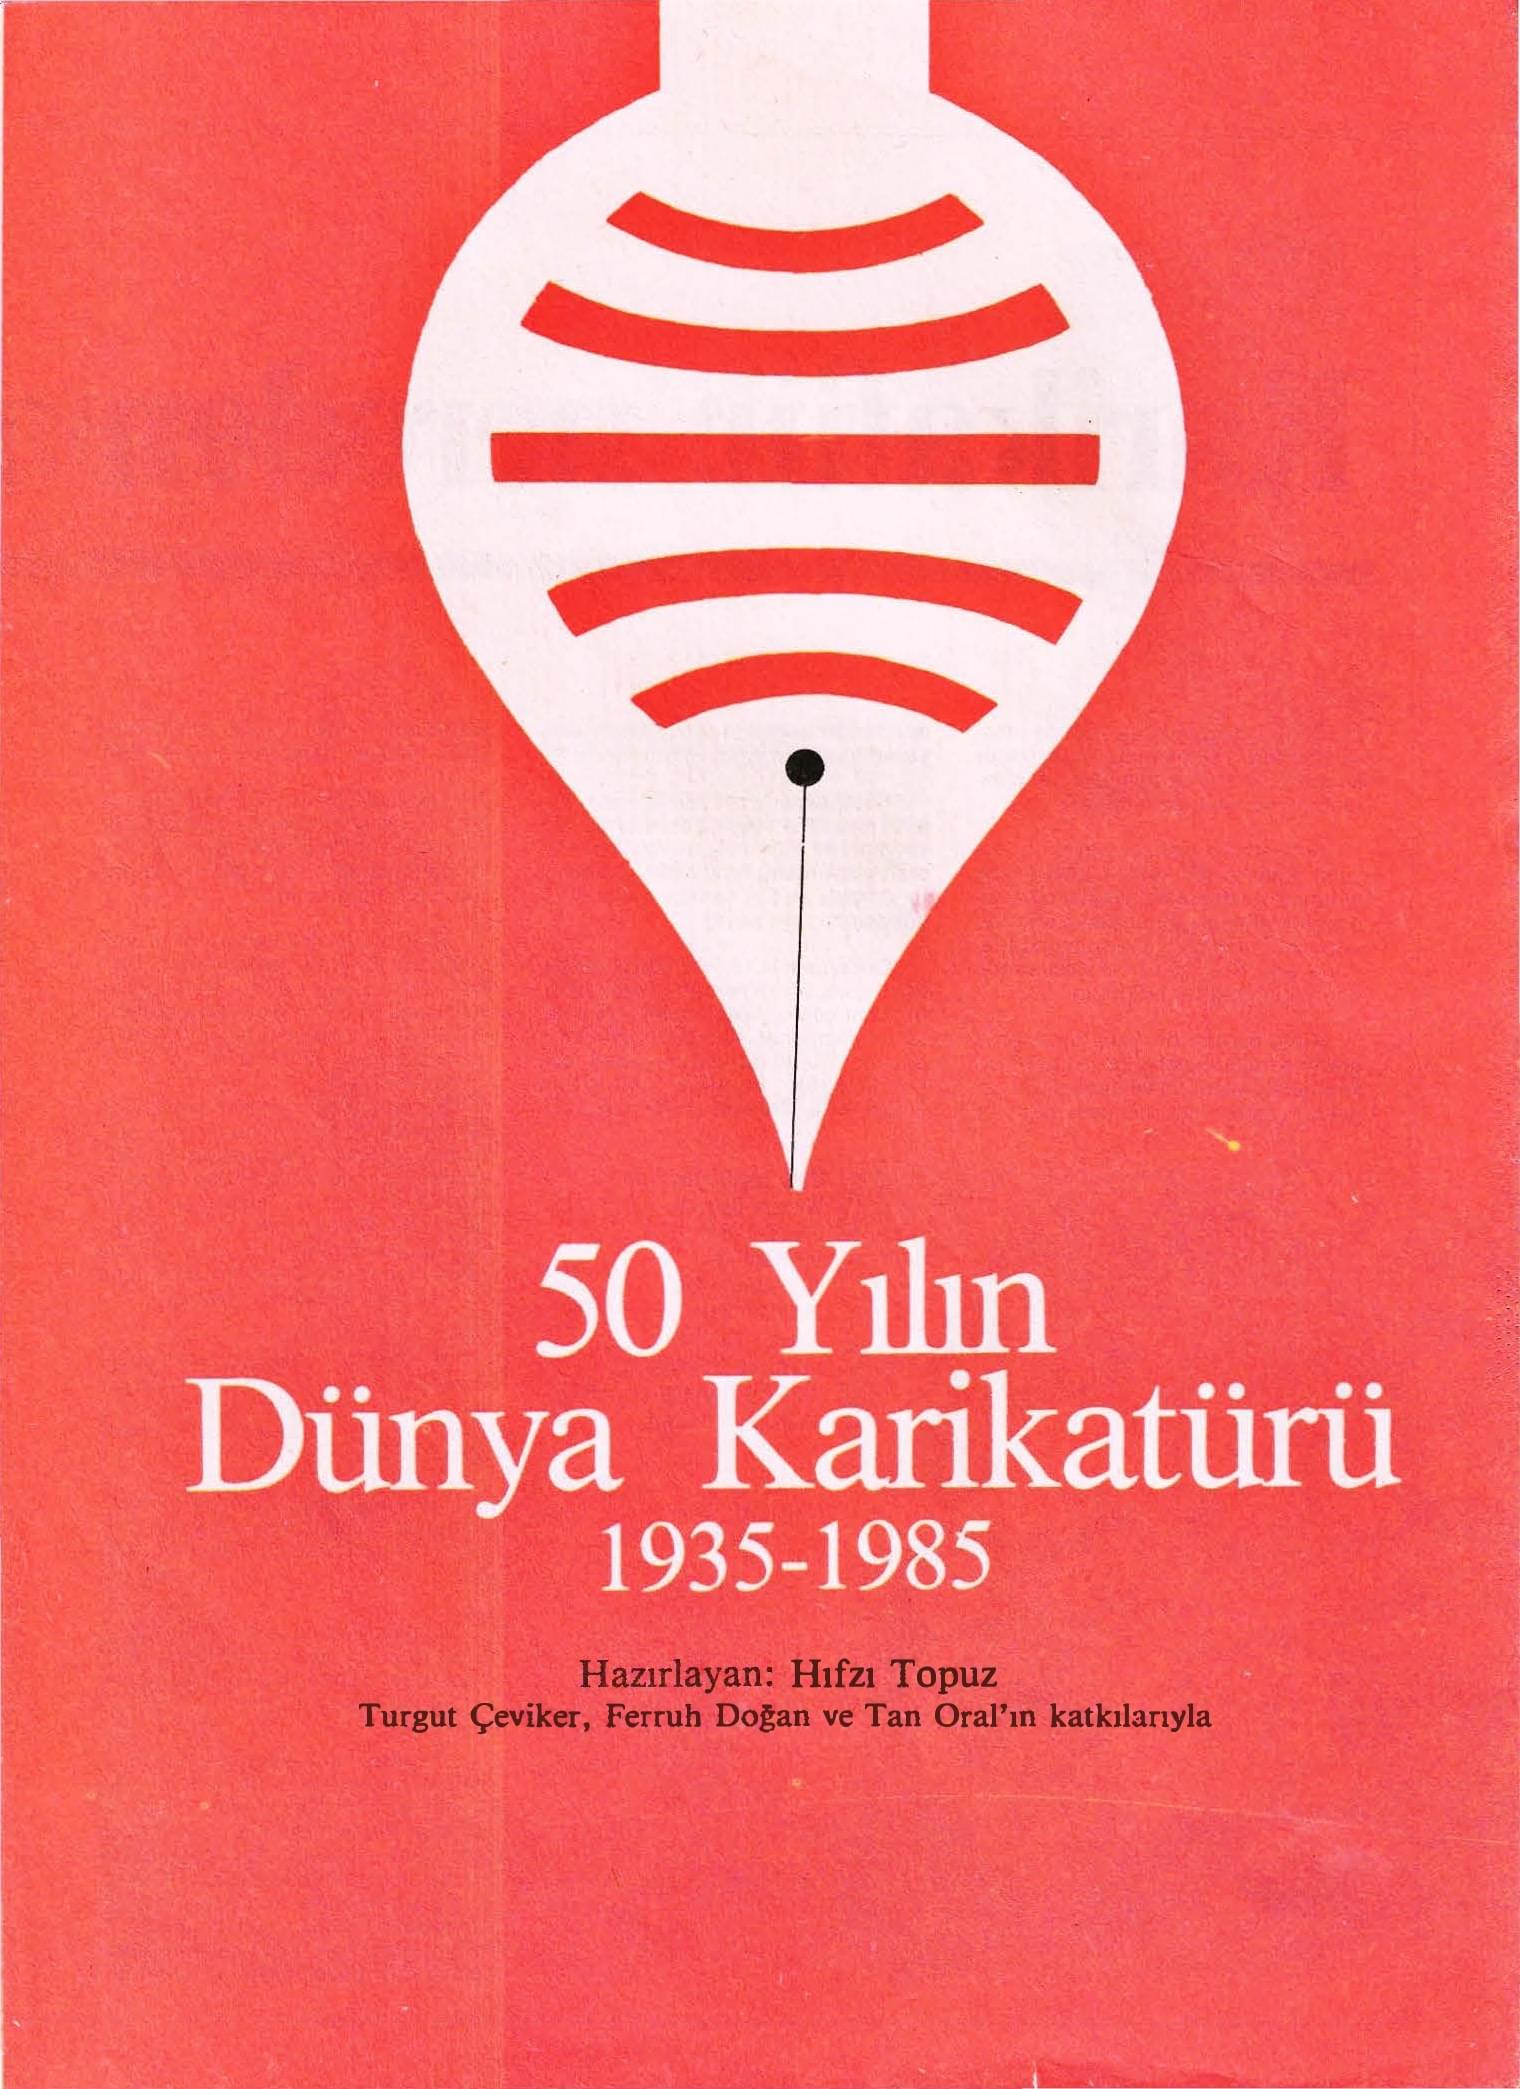 50 Yılın
Dünya Karikatürü
1935-1985
Hazırlayan: Hıfzı Topuz
Turgut Çeviker, Ferruh Doğan ve Tan Oral'ın katkılarıyla